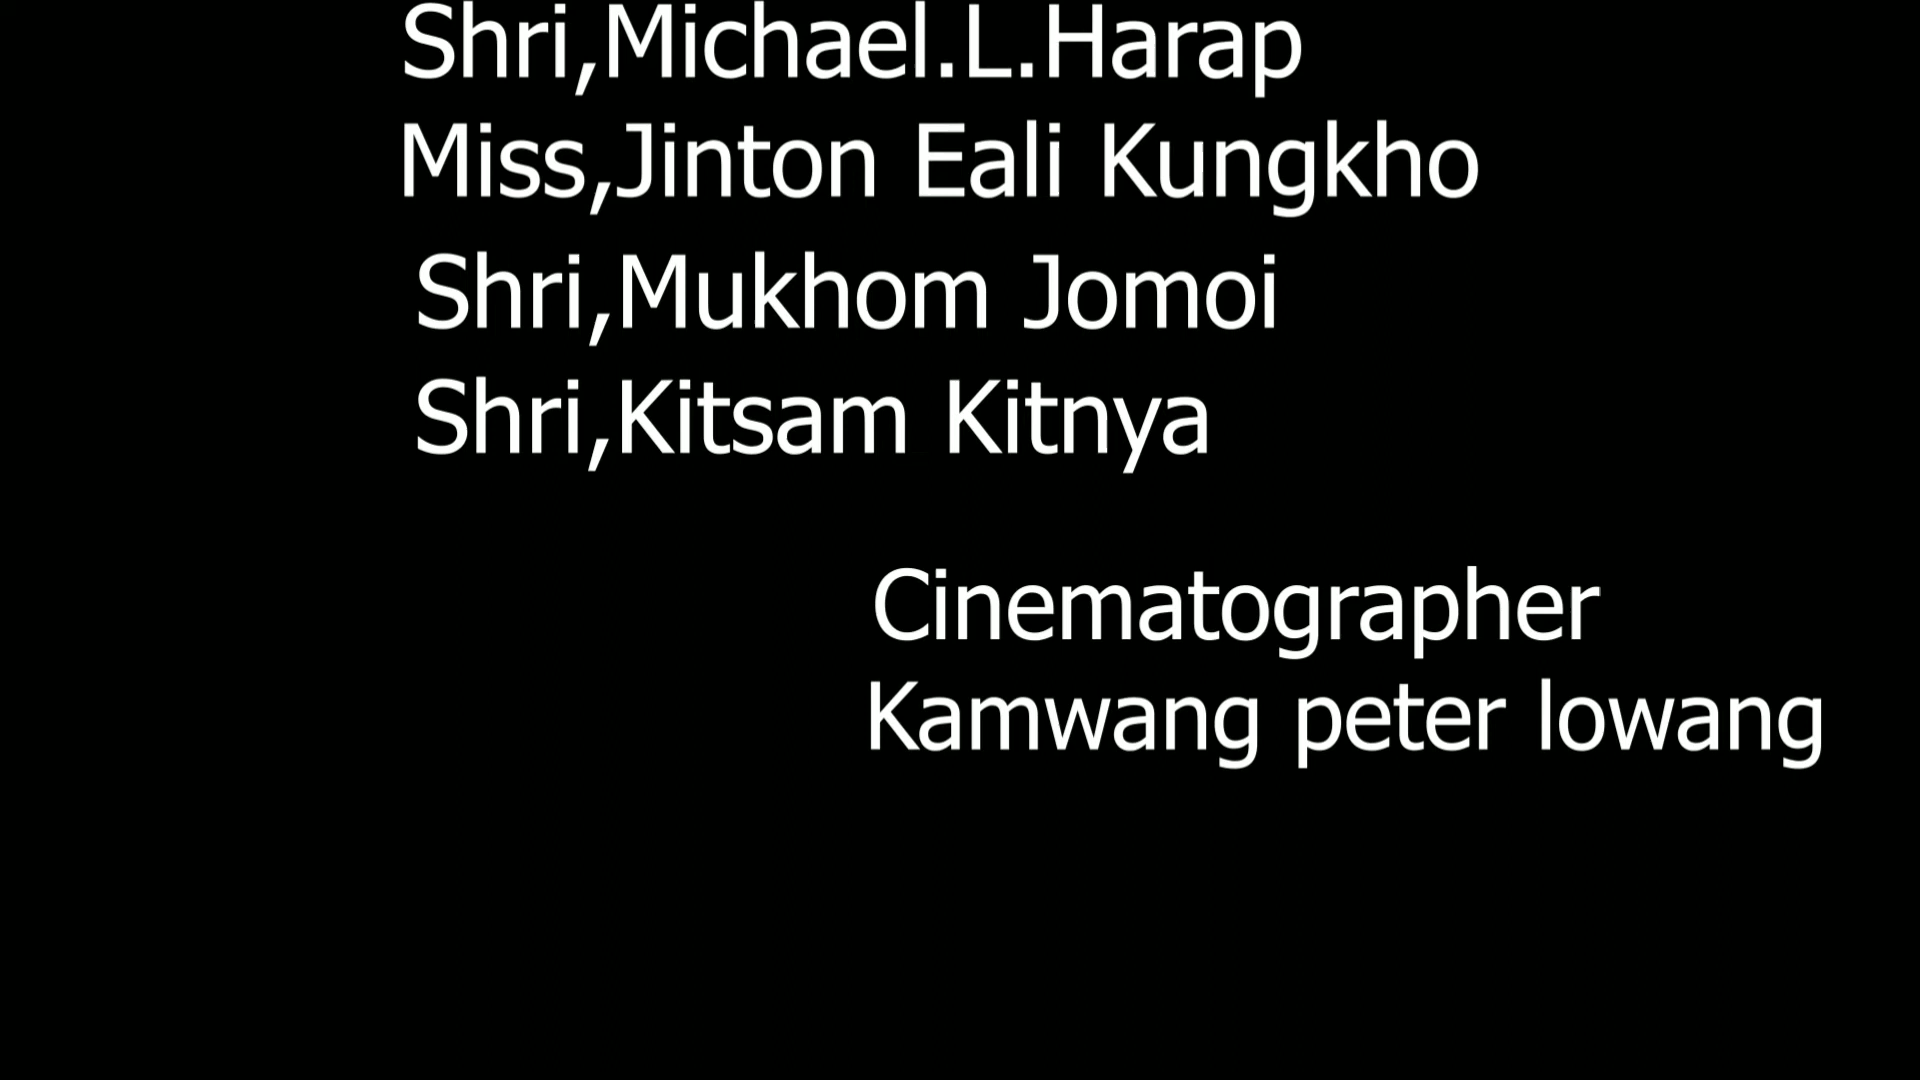 Shri,Michael.L.Harap
Miss,Jinton Eali Kungkho
Shri,Mukhom Jomoi
Shri,Kitsam Kitnya
Cinematographer
Kamwang peter lowang